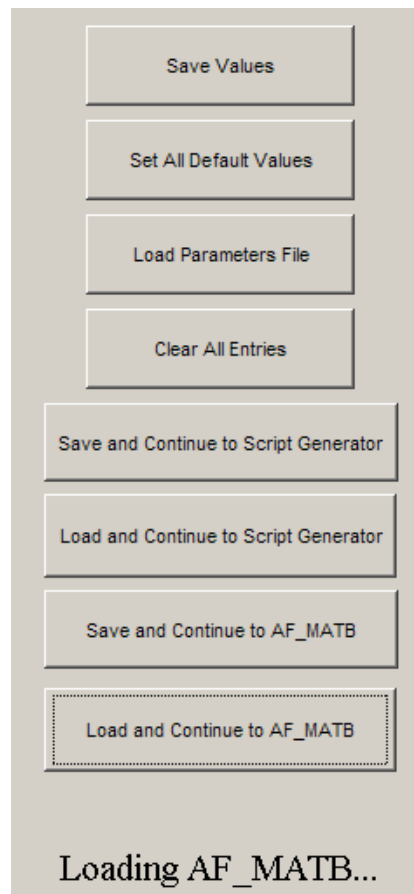 Save Values
Set All Default Values
Load Parameters File
Clear All Entries
Save and Continue to Script Generator
Load and Continue to Script Generator
Save and Continue to AF_MATB
Load and Continue to AF_MATB
Loading AF_MATB...